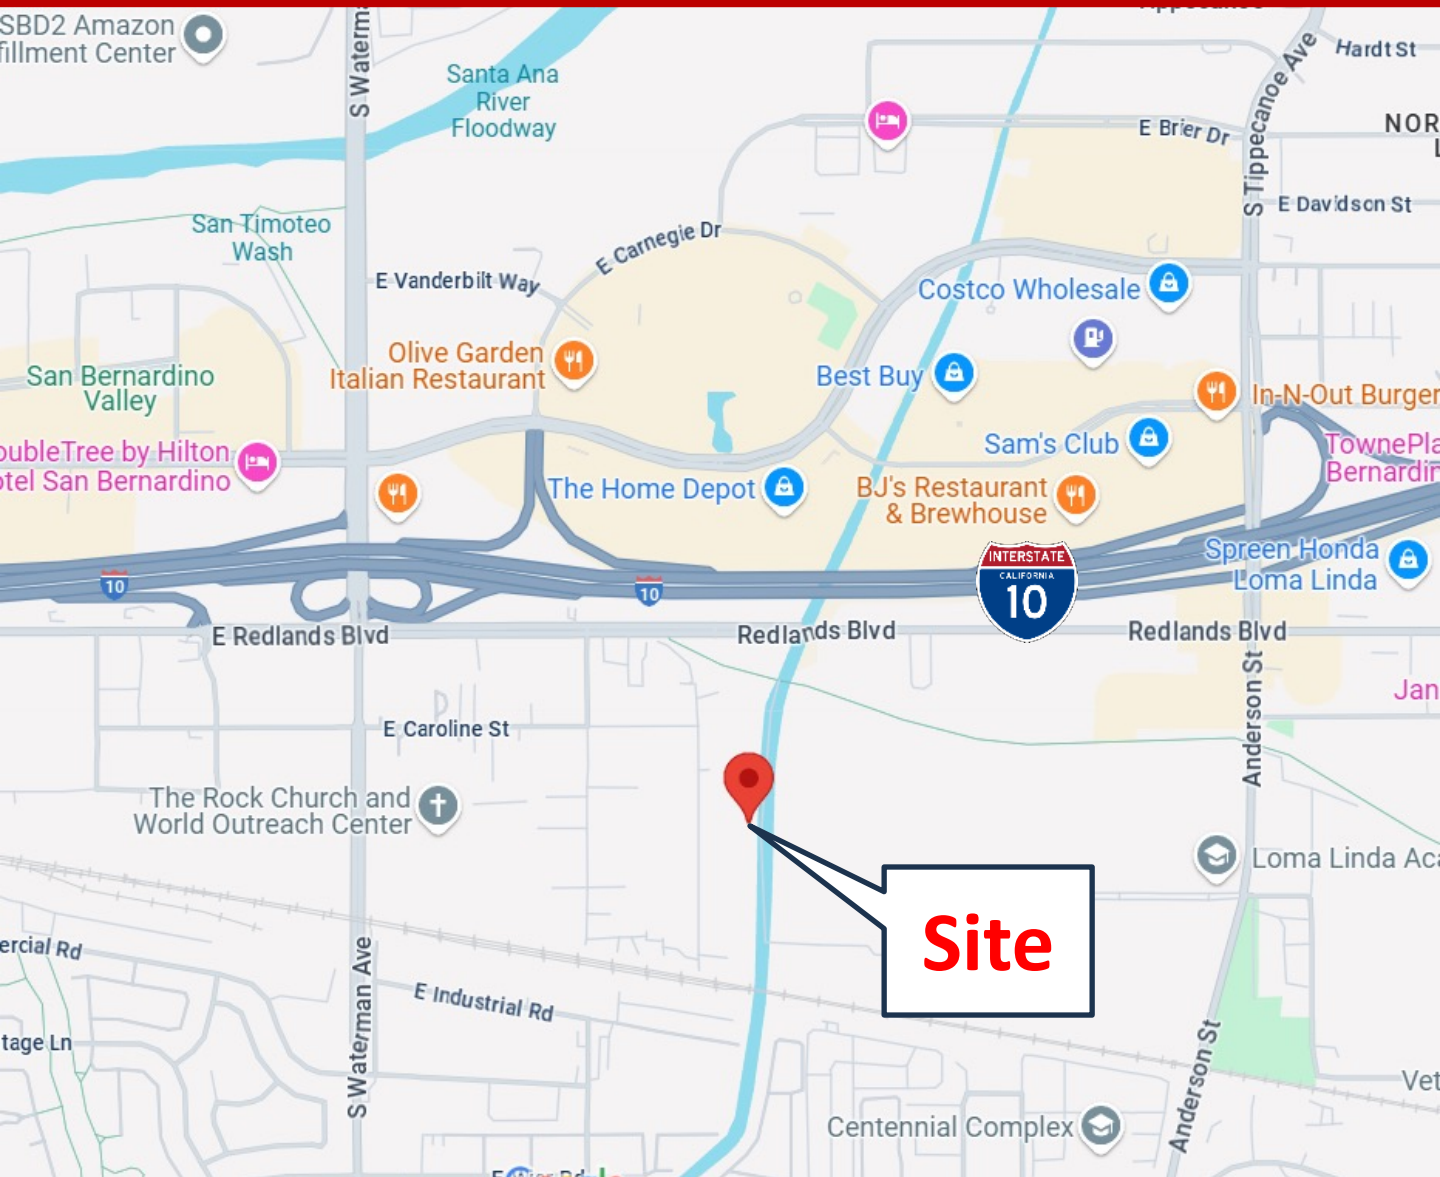 SBD2 Amazon
fillment Center
S Waterm
Santa Ana
River
Floodway
S Tippecanoe Ave
Hardt St
E Brier Dr
NOR
L
E Davidson St
San Timoteo
Wash
E Carnegie Dr
E Vanderbilt Way
Costco Wholesale
Olive Garden
Italian Restaurant
Best Buy
San Bernardino
Valley
In-N-Out Burger
oubleTree by Hilton
otel San Bernardino
Sam's Club
TownePla
Bernardin
The Home Depot
BJ's Restaurant
& Brewhouse
INTERSTATE
CALIFORNIA
10
Spreen Honda
Loma Linda
10
10
E Redlands Blvd
Redlands Blvd
Redlands Blvd
Anderson St
Jan
E Caroline St
The Rock Church and
World Outreach Center
Loma Linda Aca
Site
ercial Rd
S Waterman Ave
E Industrial Rd
tage Ln
Anderson St
Vet
Centennial Complex